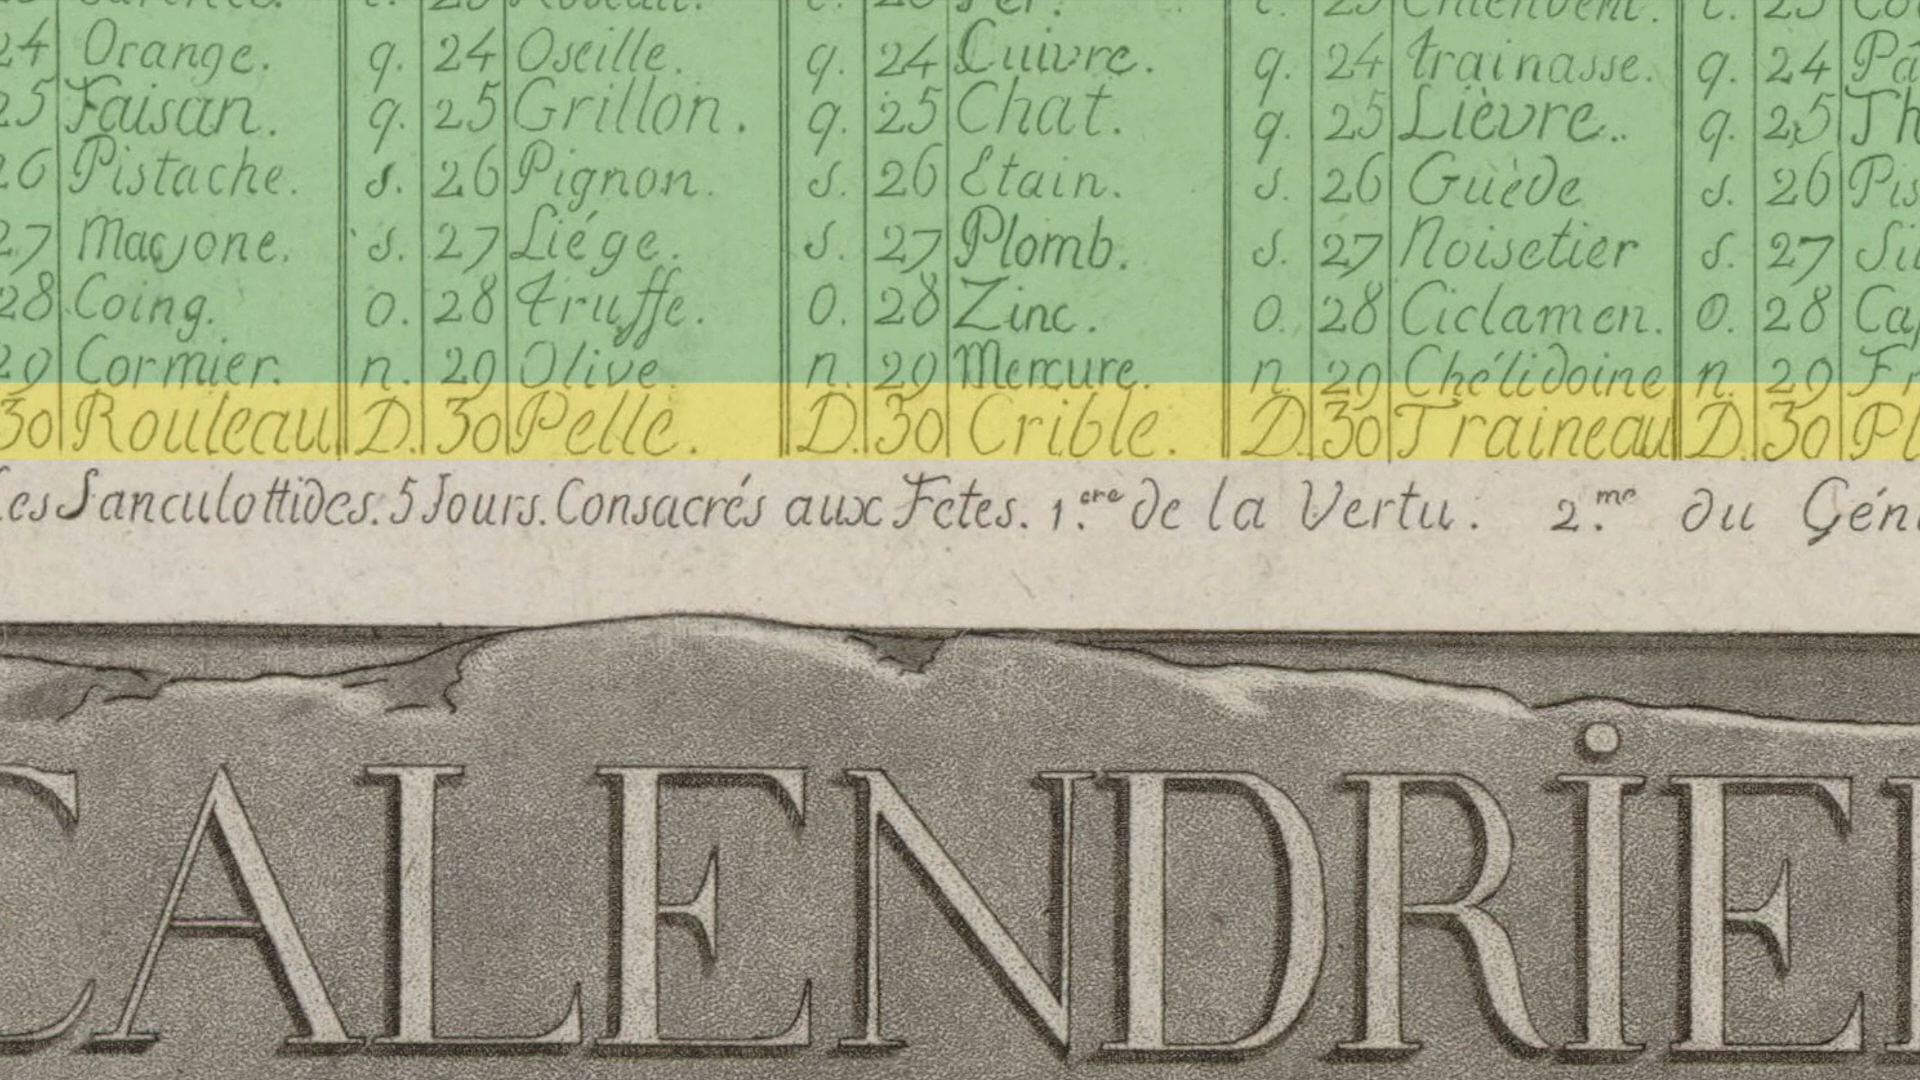 24 Orange. q. 24 Oseille. q. 24 Cuivre. q. 24 trainasse. q. 24
25 Faisan. q. 25 Grillon. q. 25 Chat. q. 25 Lièvre. q. 25
26 Pistache. s. 26 Pignon. s. 26 Etain. s. 26 Guède s. 26
27 Macjone. s. 27 Liége. s. 27 Plomb. s. 27 Noisetier s. 27
28 Coing. o. 28 truffe. o. 28 Zinc. o. 28 Ciclamen. o. 28
29 Cormier. n. 29 Olive. n. 29 Mercure. n. 29 Chélidoine n. 29
30 Rouleau D. 30 Pelle. D. 30 Crible. D. 30 Traineau D. 30
Les Sanculottides. 5 Jours. Consacrés aux Fetes. 1.ere de la Vertu. 2.me du Géni
CALENDRIE